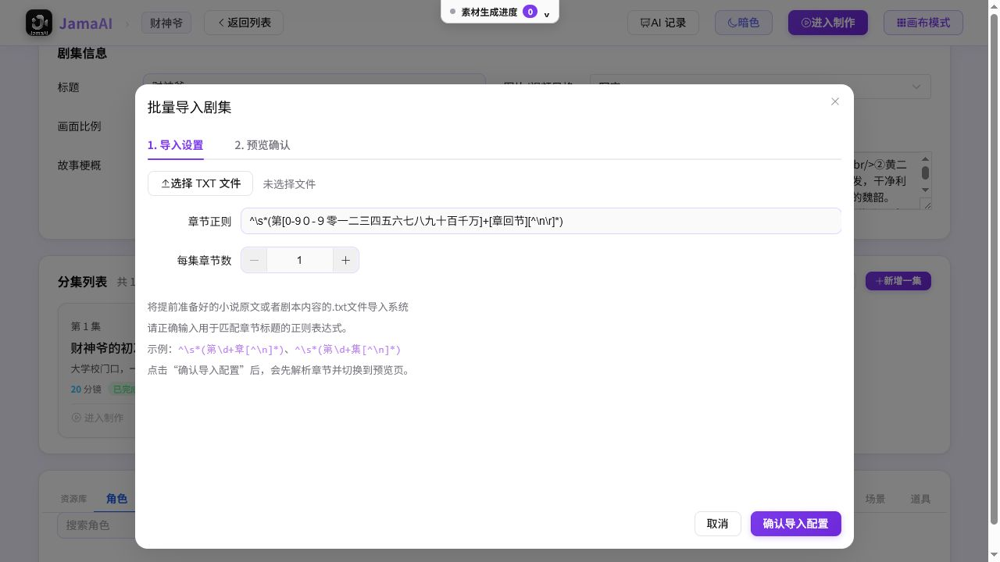 素材生成进度 0 v
JamaAI
JamaAI › 财神爷 返回列表 AI 记录 暗色 进入制作 画布模式
剧集信息
标题
画面比例
故事梗概
br/>②黄二
发，干净利
的魏韶。
批量导入剧集
1. 导入设置 2. 预览确认
选择 TXT 文件 未选择文件
章节正则 ^\s*(第[0-9０-９零一二三四五六七八九十百千万]+[章回节][^\n\r]*)
每集章节数 1
将提前准备好的小说原文或者剧本内容的.txt文件导入系统
请正确输入用于匹配章节标题的正则表达式。
示例：^\s*(第\d+章[^\n]*)、^\s*(第\d+集[^\n]*)
点击“确认导入配置”后，会先解析章节并切换到预览页。
取消 确认导入配置
分集列表 共 1 新增一集
第 1 集
财神爷的初
大学校门口，
20 分镜 已完
进入制作
资源库 角色 场景 道具
搜索角色